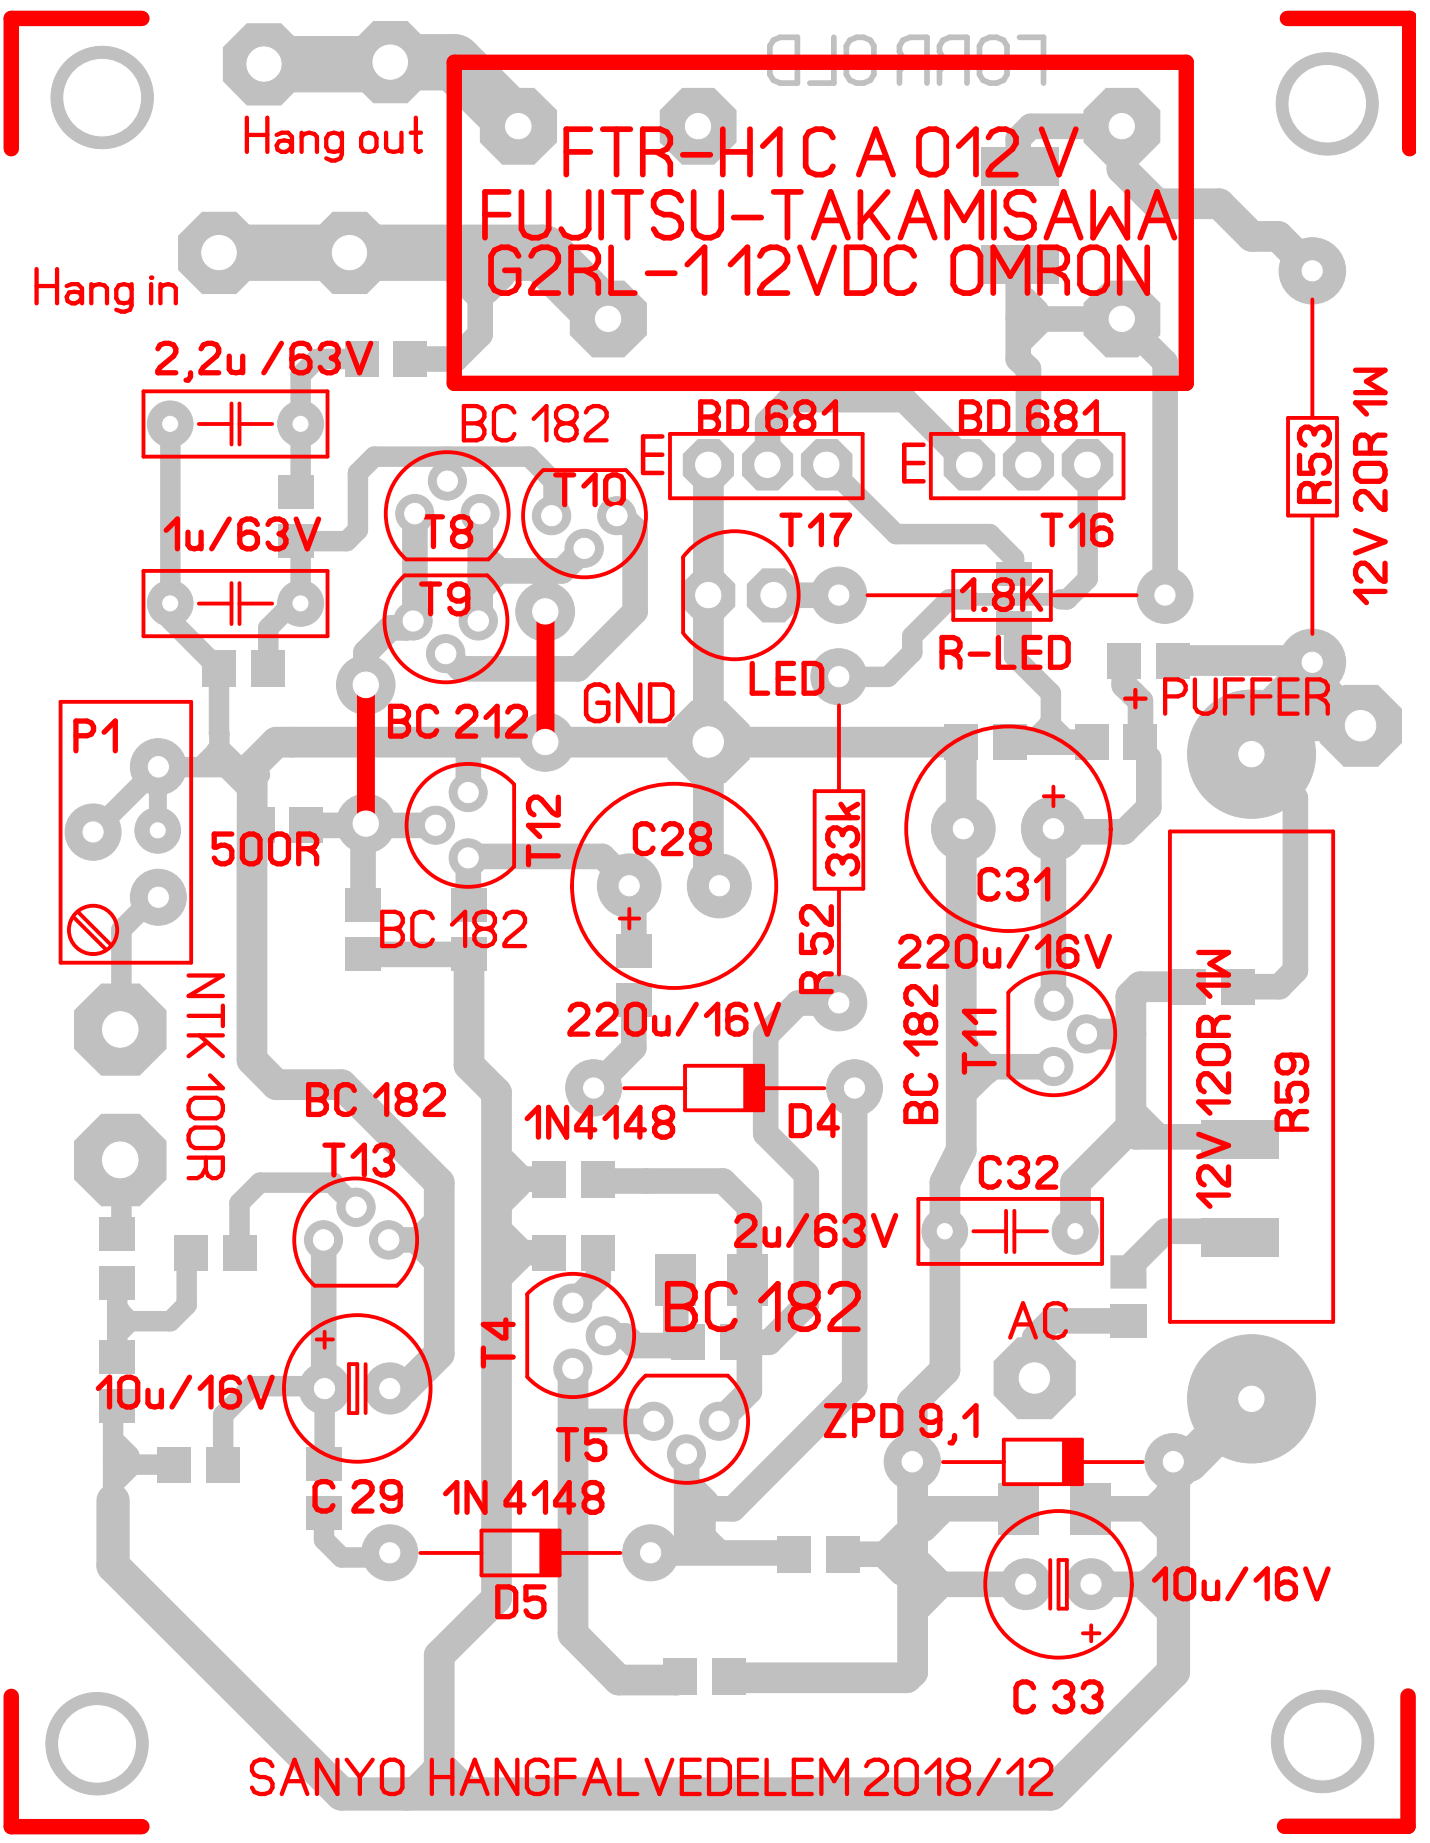 FORR OLD
Hang out
FTR-H1 C A 012 V
FUJITSU-TAKAMISAWA
G2RL-1 12VDC OMRON
Hang in
2,2u /63V
BC 182
BD 681
BD 681
E
E
R53
12V 20R 1W
1u/63V
T8
T10
T17
T16
T9
1.8K
R-LED
LED
GND
+ PUFFER
P1
BC 212
500R
T12
C28
+
33k
+
C31
BC 182
R 52
220u/16V
220u/16V
NTK 100R
BC 182
T11
12V 120R 1W
R59
BC 182
1N4148
D4
T13
C32
2u/63V
BC 182
T4
AC
+
10u/16V
T5
ZPD 9,1
C 29
1N 4148
D5
10u/16V
+
C 33
SANYO HANGFALVEDELEM 2018/12